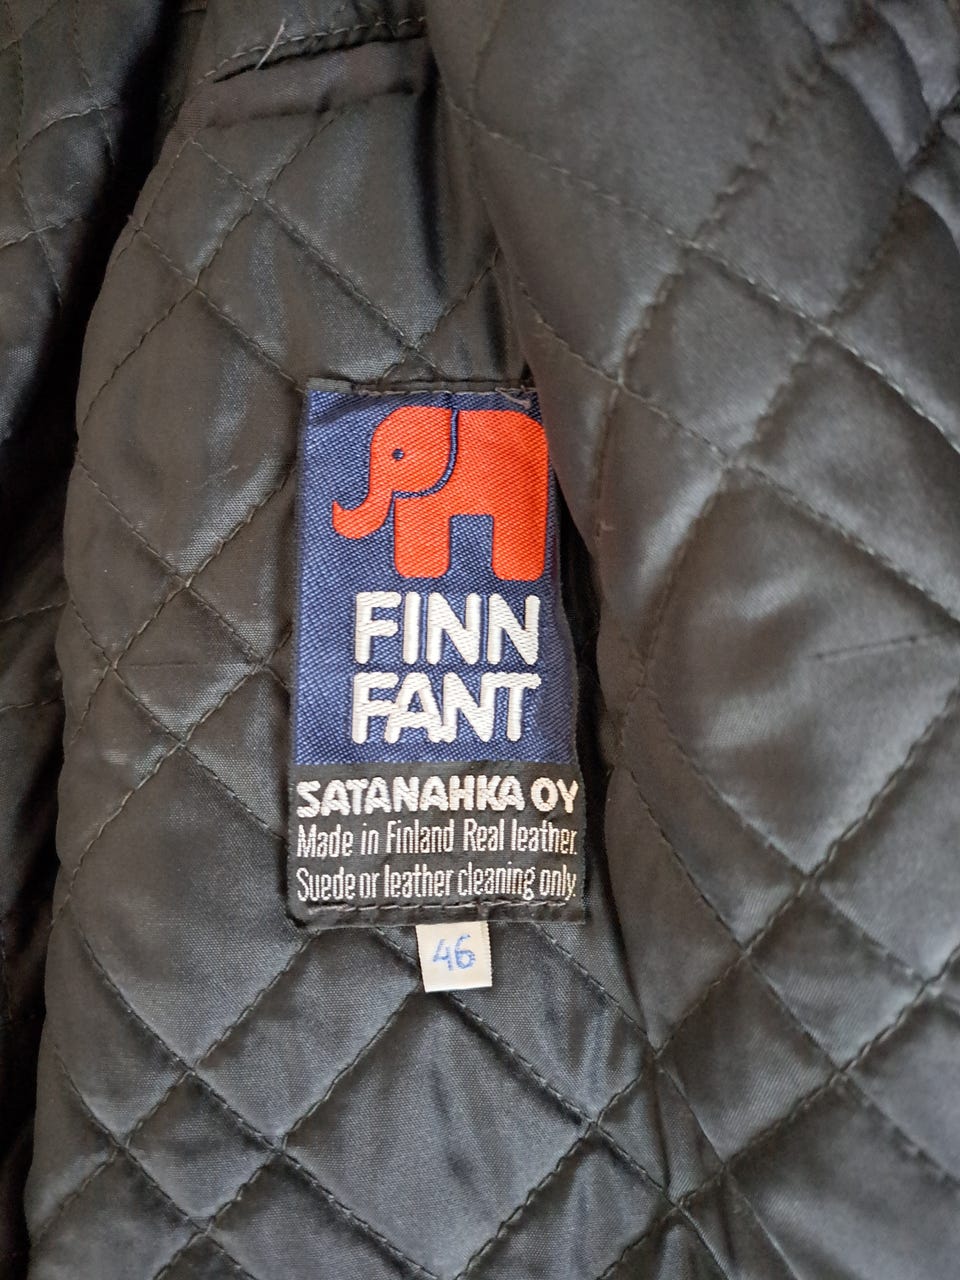 FINN
FANT
SATANAHKA OY
Made in Finland Real leather.
Suede or leather cleaning only.
46